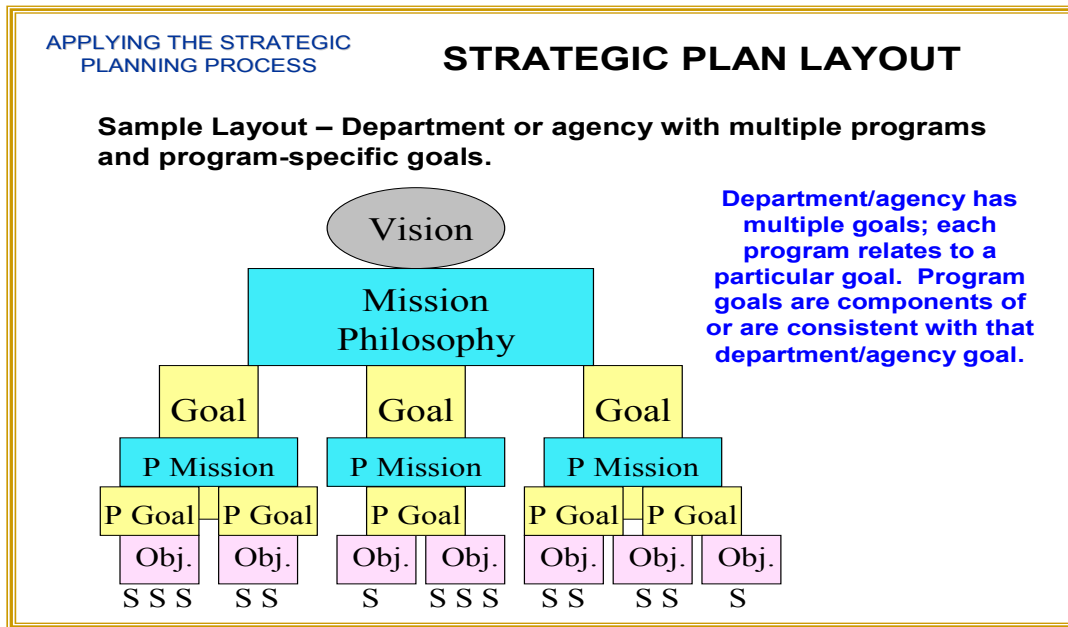 APPLYING THE STRATEGIC
PLANNING PROCESS
STRATEGIC PLAN LAYOUT
Sample Layout – Department or agency with multiple programs
and program-specific goals.
Department/agency has
multiple goals; each
program relates to a
particular goal.  Program
goals are components of
or are consistent with that
department/agency goal.
Vision
Mission
Philosophy
Goal Goal Goal
P Mission P Mission P Mission
P Goal P Goal P Goal P Goal P Goal
Obj. Obj. Obj. Obj. Obj. Obj. Obj.
S S S S S S S S S S S S S S